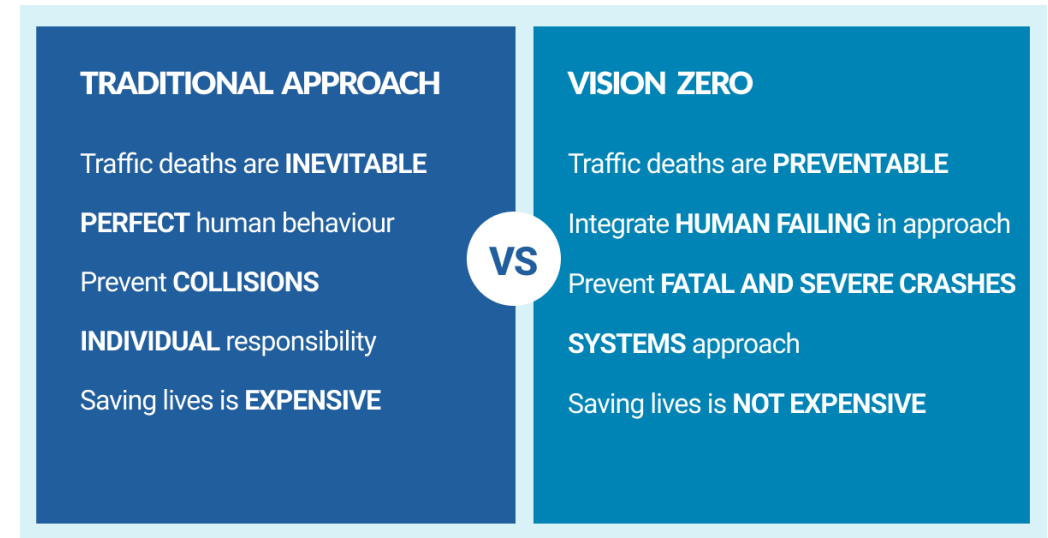 TRADITIONAL APPROACH
Traffic deaths are INEVITABLE
PERFECT human behaviour
Prevent COLLISIONS
INDIVIDUAL responsibility
Saving lives is EXPENSIVE
VS
VISION ZERO
Traffic deaths are PREVENTABLE
Integrate HUMAN FAILING in approach
Prevent FATAL AND SEVERE CRASHES
SYSTEMS approach
Saving lives is NOT EXPENSIVE